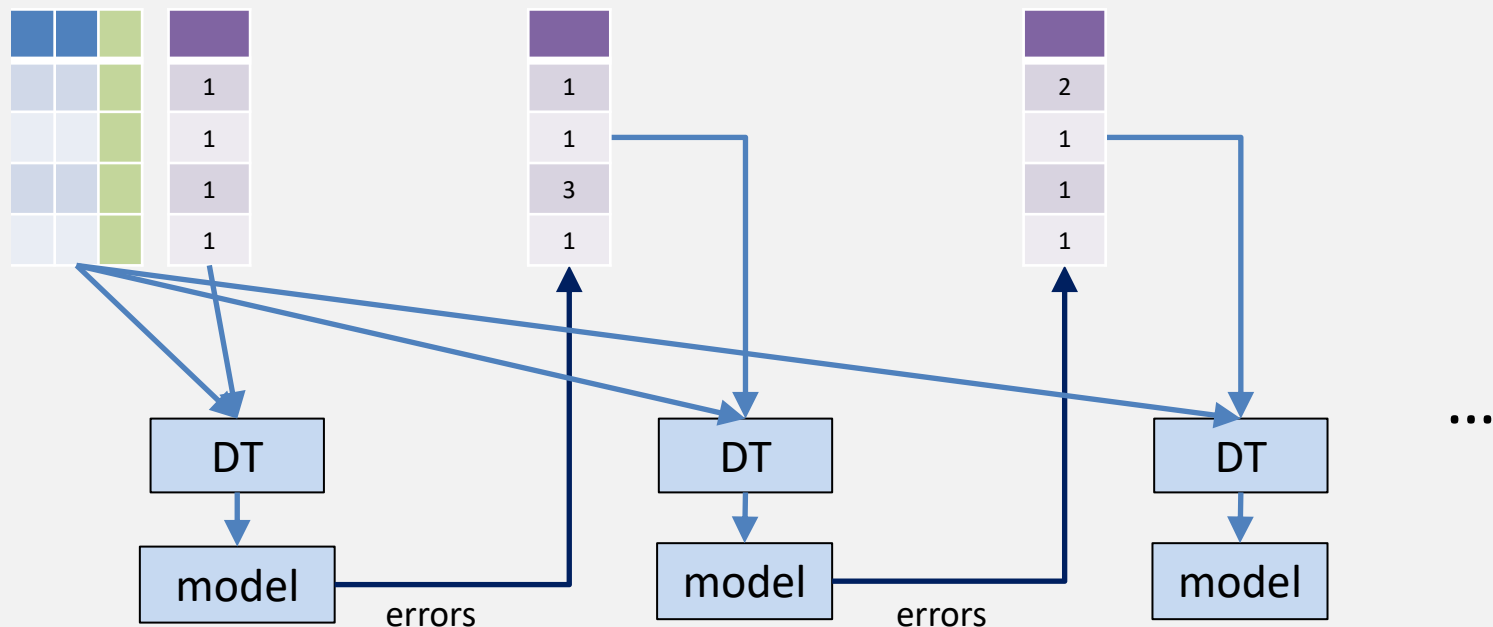 1 1 2
1 1 1
1 3 1
1 1 1
DT DT DT ...
model model model
errors errors